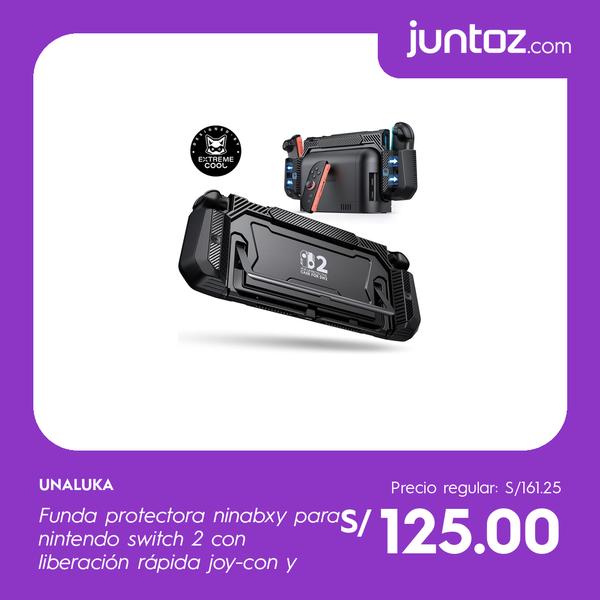 juntoz.com
EXTREME
COOL
2
UNALUKA
Funda protectora ninabxy para
nintendo switch 2 con
liberación rápida joy-con y
Precio regular: S/161.25
S/125.00